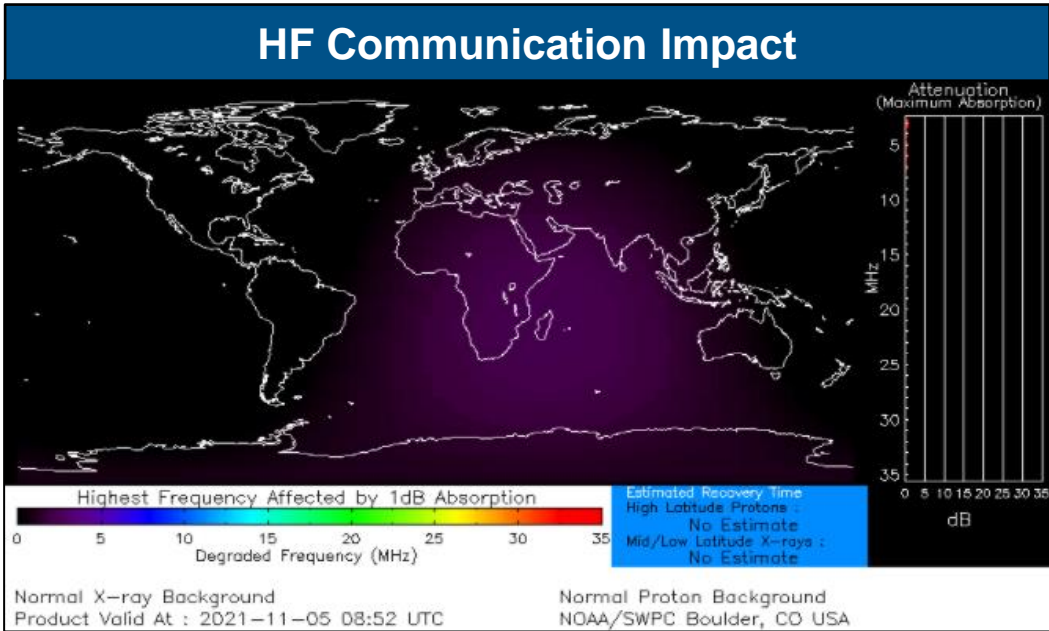 HF Communication Impact
Attenuation
(Maximum Absorption)
5
10
15
20
25
30
35
MHz
0 5 10 15 20 25 30 35
dB
Highest Frequency Affected by 1dB Absorption
0 5 10 15 20 25 30 35
Degraded Frequency (MHz)
Estimated Recovery Time
High Latitude Protons :
No Estimate
Mid/Low Latitude X-rays :
No Estimate
Normal X-ray Background
Normal Proton Background
Product Valid At : 2021-11-05 08:52 UTC
NOAA/SWPC Boulder, CO USA